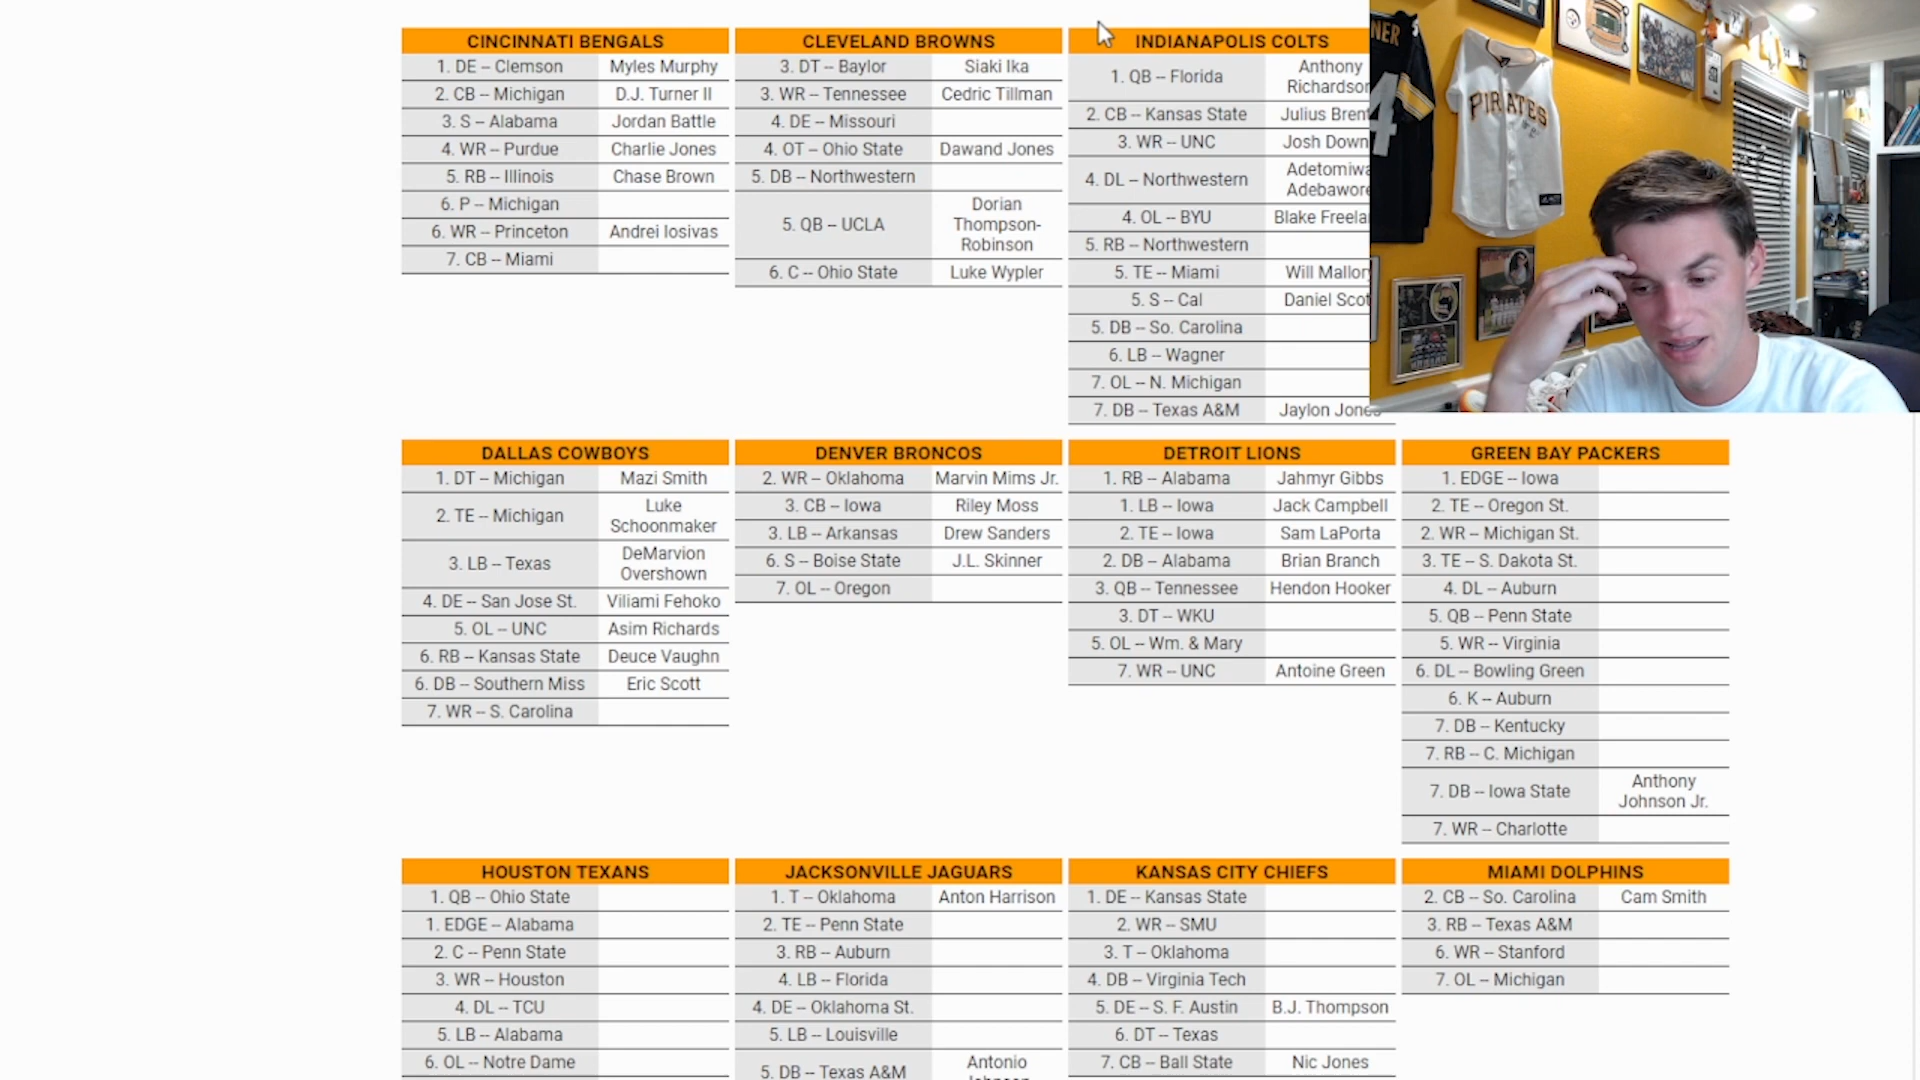 CINCINNATI BENGALS
1. DE -- Clemson Myles Murphy
2. CB -- Michigan D.J. Turner II
3. S -- Alabama Jordan Battle
4. WR -- Purdue Charlie Jones
5. RB -- Illinois Chase Brown
6. P -- Michigan
6. WR -- Princeton Andrei Iosivas
7. CB -- Miami
CLEVELAND BROWNS
3. DT -- Baylor Siaki Ika
3. WR -- Tennessee Cedric Tillman
4. DE -- Missouri
4. OT -- Ohio State Dawand Jones
5. DB -- Northwestern
5. QB -- UCLA Dorian
Thompson-
Robinson
6. C -- Ohio State Luke Wypler
INDIANAPOLIS COLTS
1. QB -- Florida Anthony
Richardson
2. CB -- Kansas State Julius Brent
3. WR -- UNC Josh Down
4. DL -- Northwestern Adetomiwa
Adebawore
4. OL -- BYU Blake Freela
5. RB -- Northwestern
5. TE -- Miami Will Mallory
5. S -- Cal Daniel Scot
5. DB -- So. Carolina
6. LB -- Wagner
7. OL -- N. Michigan
7. DB -- Texas A&M Jaylon Jones
NER
4
PIRATES
DALLAS COWBOYS
1. DT -- Michigan Mazi Smith
2. TE -- Michigan Luke
Schoonmaker
3. LB -- Texas DeMarvion
Overshown
4. DE -- San Jose St. Viliami Fehoko
5. OL -- UNC Asim Richards
6. RB -- Kansas State Deuce Vaughn
6. DB -- Southern Miss Eric Scott
7. WR -- S. Carolina
DENVER BRONCOS
2. WR -- Oklahoma Marvin Mims Jr.
3. CB -- Iowa Riley Moss
3. LB -- Arkansas Drew Sanders
6. S -- Boise State J.L. Skinner
7. OL -- Oregon
DETROIT LIONS
1. RB -- Alabama Jahmyr Gibbs
1. LB -- Iowa Jack Campbell
2. TE -- Iowa Sam LaPorta
2. DB -- Alabama Brian Branch
3. QB -- Tennessee Hendon Hooker
3. DT -- WKU
5. OL -- Wm. & Mary
7. WR -- UNC Antoine Green
GREEN BAY PACKERS
1. EDGE -- Iowa
2. TE -- Oregon St.
2. WR -- Michigan St.
3. TE -- S. Dakota St.
4. DL -- Auburn
5. QB -- Penn State
5. WR -- Virginia
6. DL -- Bowling Green
6. K -- Auburn
7. DB -- Kentucky
7. RB -- C. Michigan
7. DB -- Iowa State Anthony
Johnson Jr.
7. WR -- Charlotte
HOUSTON TEXANS
1. QB -- Ohio State
1. EDGE -- Alabama
2. C -- Penn State
3. WR -- Houston
4. DL -- TCU
5. LB -- Alabama
6. OL -- Notre Dame
JACKSONVILLE JAGUARS
1. T -- Oklahoma Anton Harrison
2. TE -- Penn State
3. RB -- Auburn
4. LB -- Florida
4. DE -- Oklahoma St.
5. LB -- Louisville
5. DB -- Texas A&M Antonio
Johnson
KANSAS CITY CHIEFS
1. DE -- Kansas State
2. WR -- SMU
3. T -- Oklahoma
4. DB -- Virginia Tech
5. DE -- S. F. Austin B.J. Thompson
6. DT -- Texas
7. CB -- Ball State Nic Jones
MIAMI DOLPHINS
2. CB -- So. Carolina Cam Smith
3. RB -- Texas A&M
6. WR -- Stanford
7. OL -- Michigan